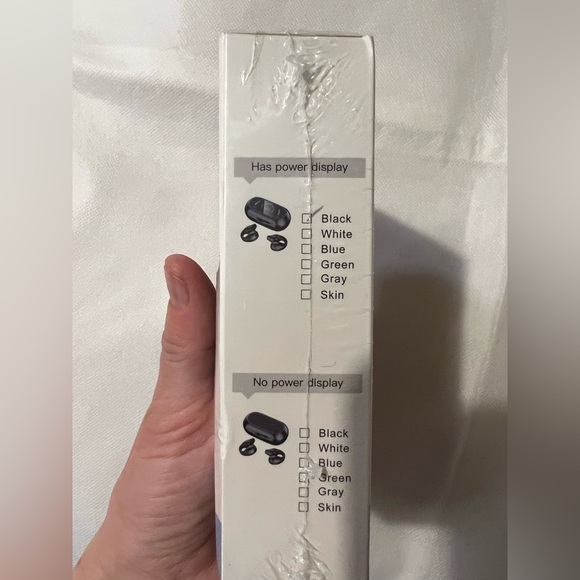 Has power display
Black
White
Blue
Green
Gray
Skin
No power display
Black
White
Blue
Green
Gray
Skin